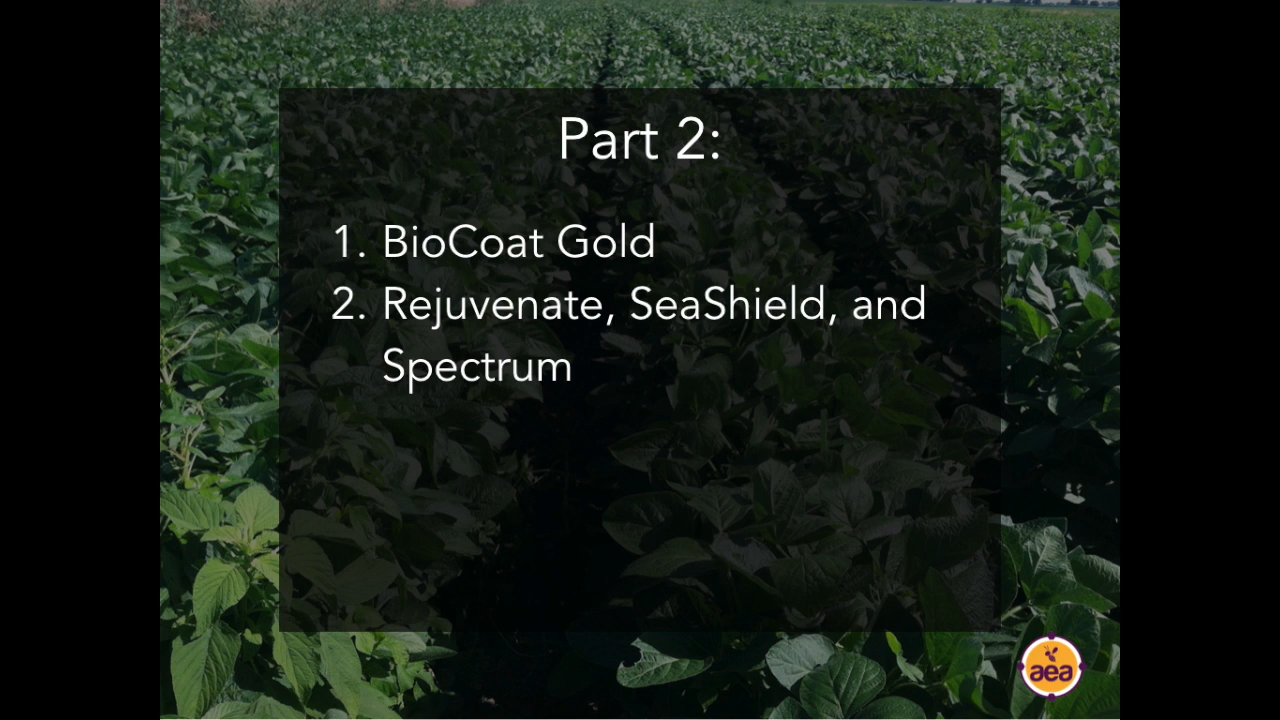 Part 2:
1. BioCoat Gold
2. Rejuvenate, SeaShield, and
Spectrum
aea